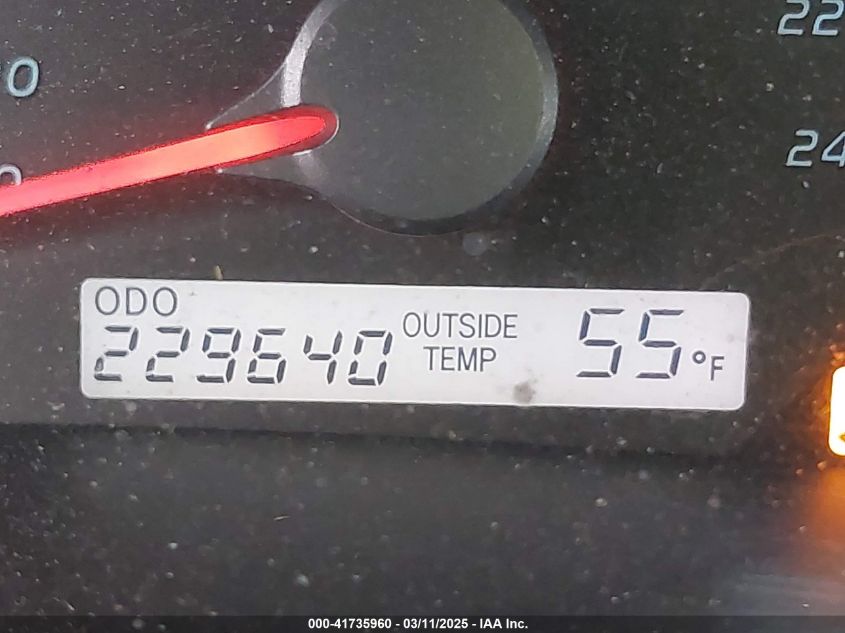 22
24
ODO
229640
OUTSIDE
TEMP
55 °F
000-41735960 - 03/11/2025 - IAA Inc.